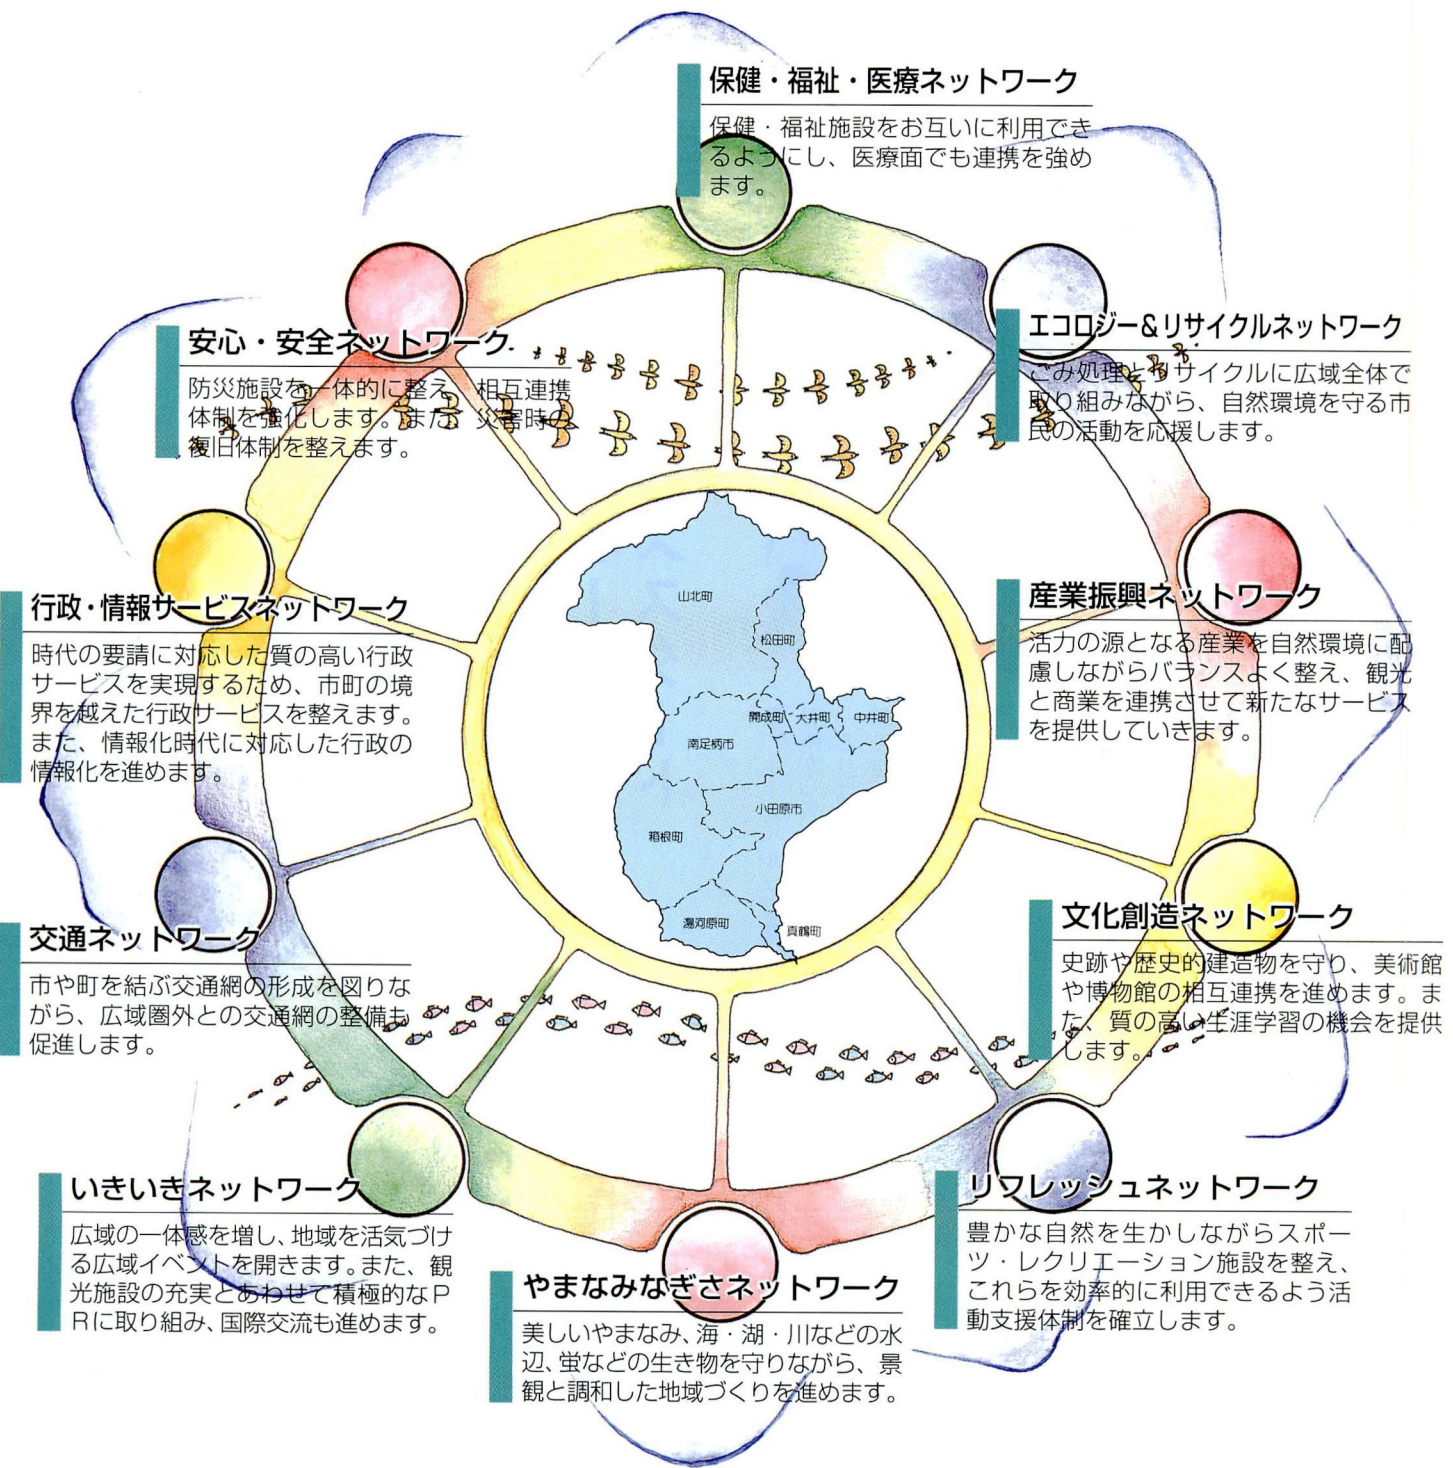 保健・福祉・医療ネットワーク
保健・福祉施設をお互いに利用でき
るようにし、医療面でも連携を強め
ます。
安心・安全ネットワーク
防災施設を一体的に整え、相互連携
体制を強化します。また、災害時の
復旧体制を整えます。
エコロジー&リサイクルネットワーク
ごみ処理とリサイクルに広域全体で
取り組みながら、自然環境を守る市
民の活動を応援します。
行政・情報サービスネットワーク
時代の要請に対応した質の高い行政
サービスを実現するため、市町の境
界を越えた行政サービスを整えます。
また、情報化時代に対応した行政の
情報化を進めます。
産業振興ネットワーク
活力の源となる産業を自然環境に配
慮しながらバランスよく整え、観光
と商業を連携させて新たなサービス
を提供していきます。
山北町
松田町
開成町
大井町
中井町
南足柄市
小田原市
箱根町
湯河原町
真鶴町
交通ネットワーク
市や町を結ぶ交通網の形成を図りな
がら、広域圏外との交通網の整備も
促進します。
文化創造ネットワーク
史跡や歴史的建造物を守り、美術館
や博物館の相互連携を進めます。ま
た、質の高い生涯学習の機会を提供
します。
いきいきネットワーク
広域の一体感を増し、地域を活気づけ
る広域イベントを開きます。また、観
光施設の充実とあわせて積極的なP
Rに取り組み、国際交流も進めます。
やまなみなぎさネットワーク
美しいやまなみ、海・湖・川などの水
辺、蛍などの生き物を守りながら、景
観と調和した地域づくりを進めます。
リフレッシュネットワーク
豊かな自然を生かしながらスポー
ツ・レクリエーション施設を整え、
これらを効率的に利用できるよう活
動支援体制を確立します。